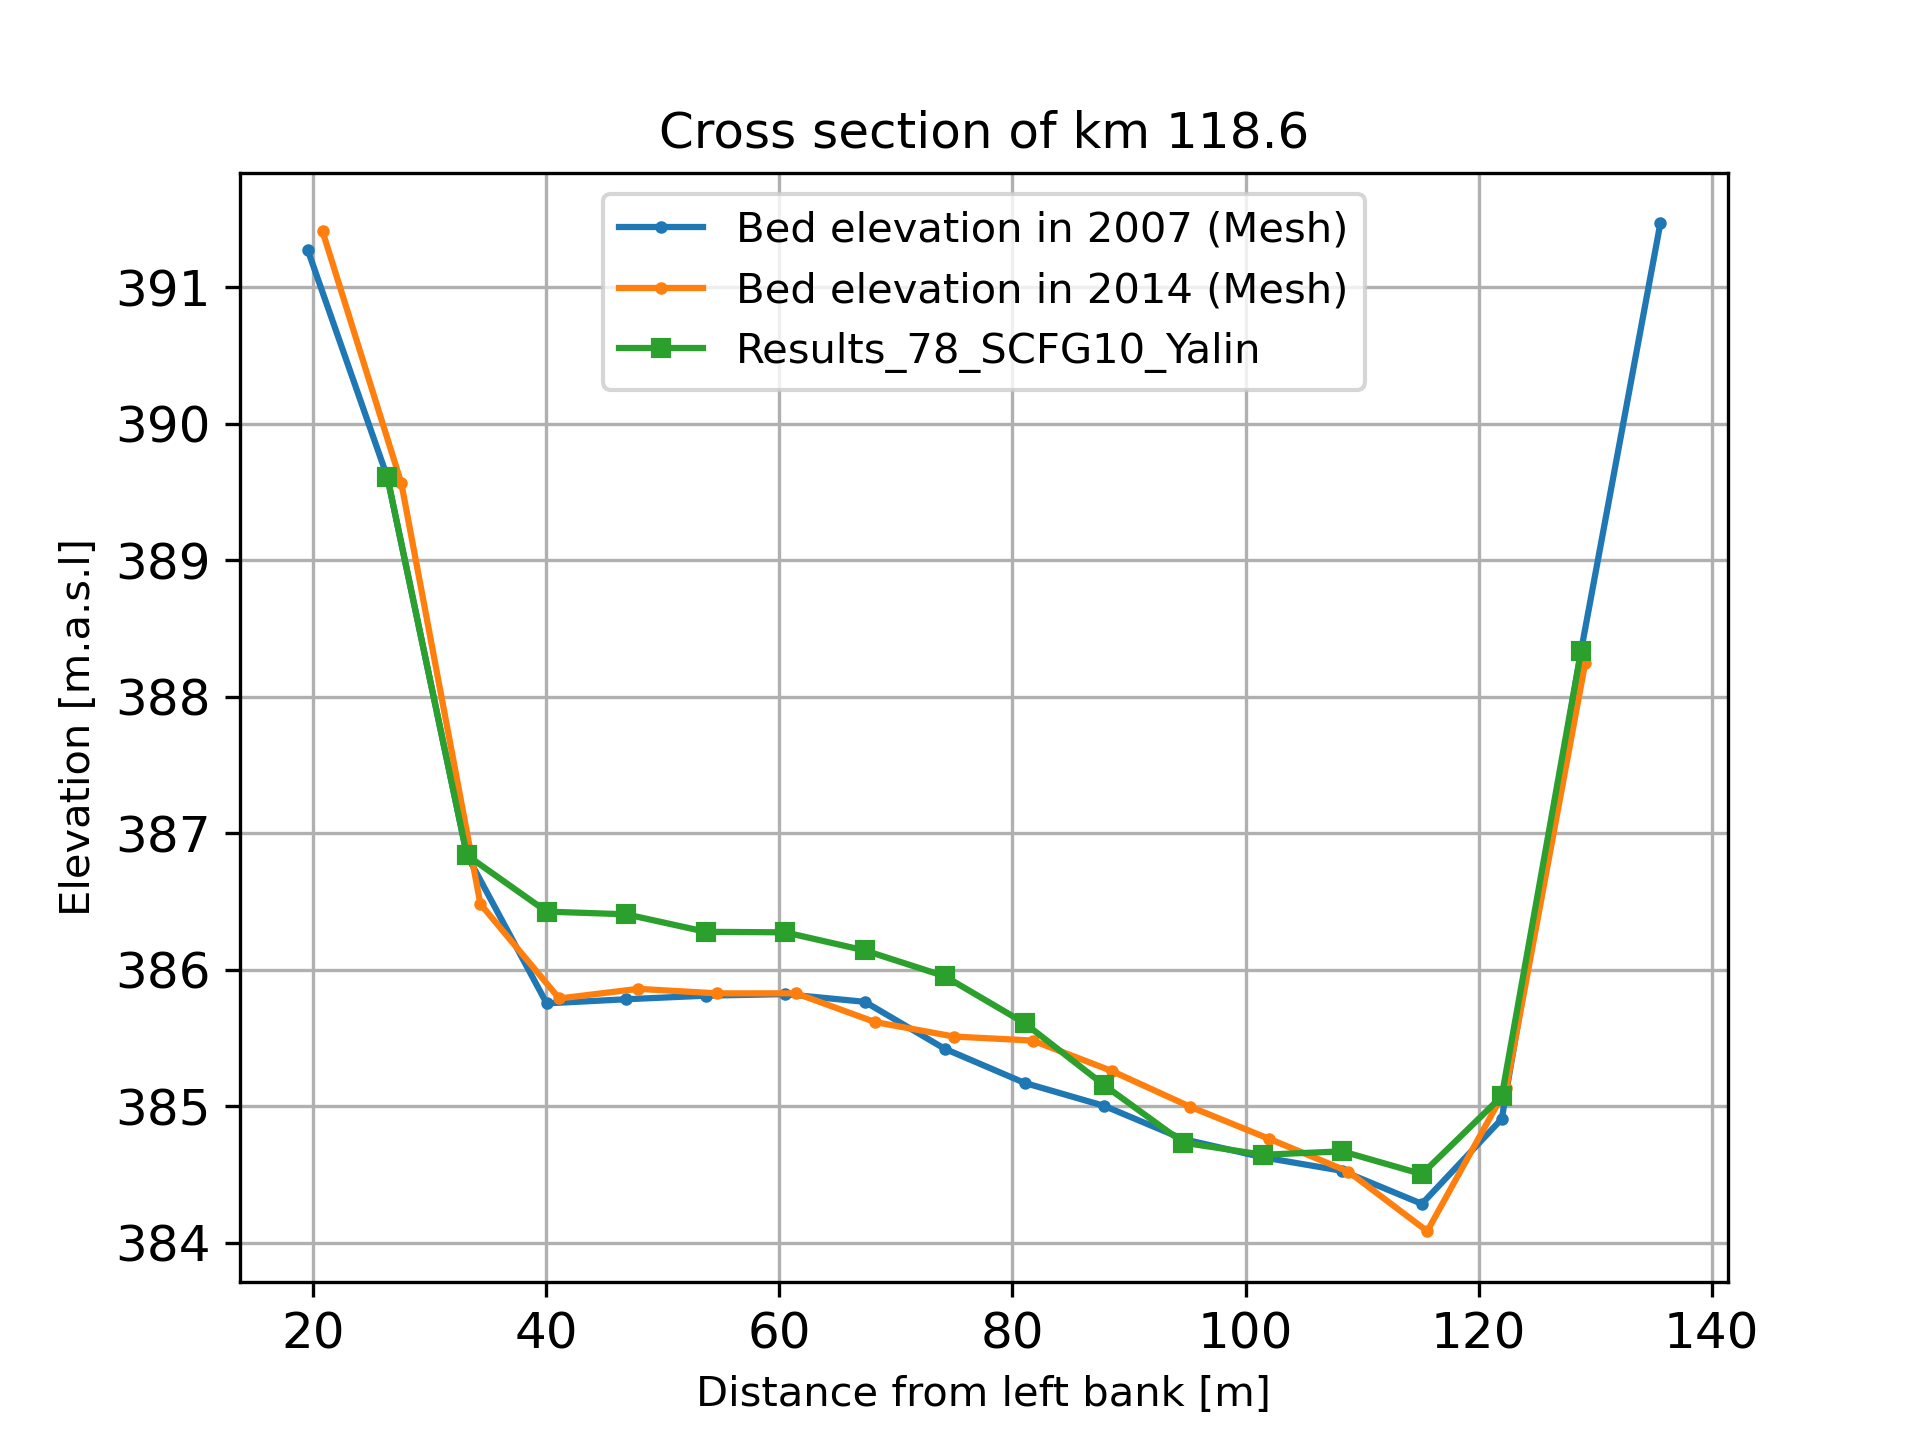 Cross section of km 118.6
Bed elevation in 2007 (Mesh)
Bed elevation in 2014 (Mesh)
Results_78_SCFG10_Yalin
391
390
389
388
387
386
385
384
Elevation [m.a.s.l]
20 40 60 80 100 120 140
Distance from left bank [m]